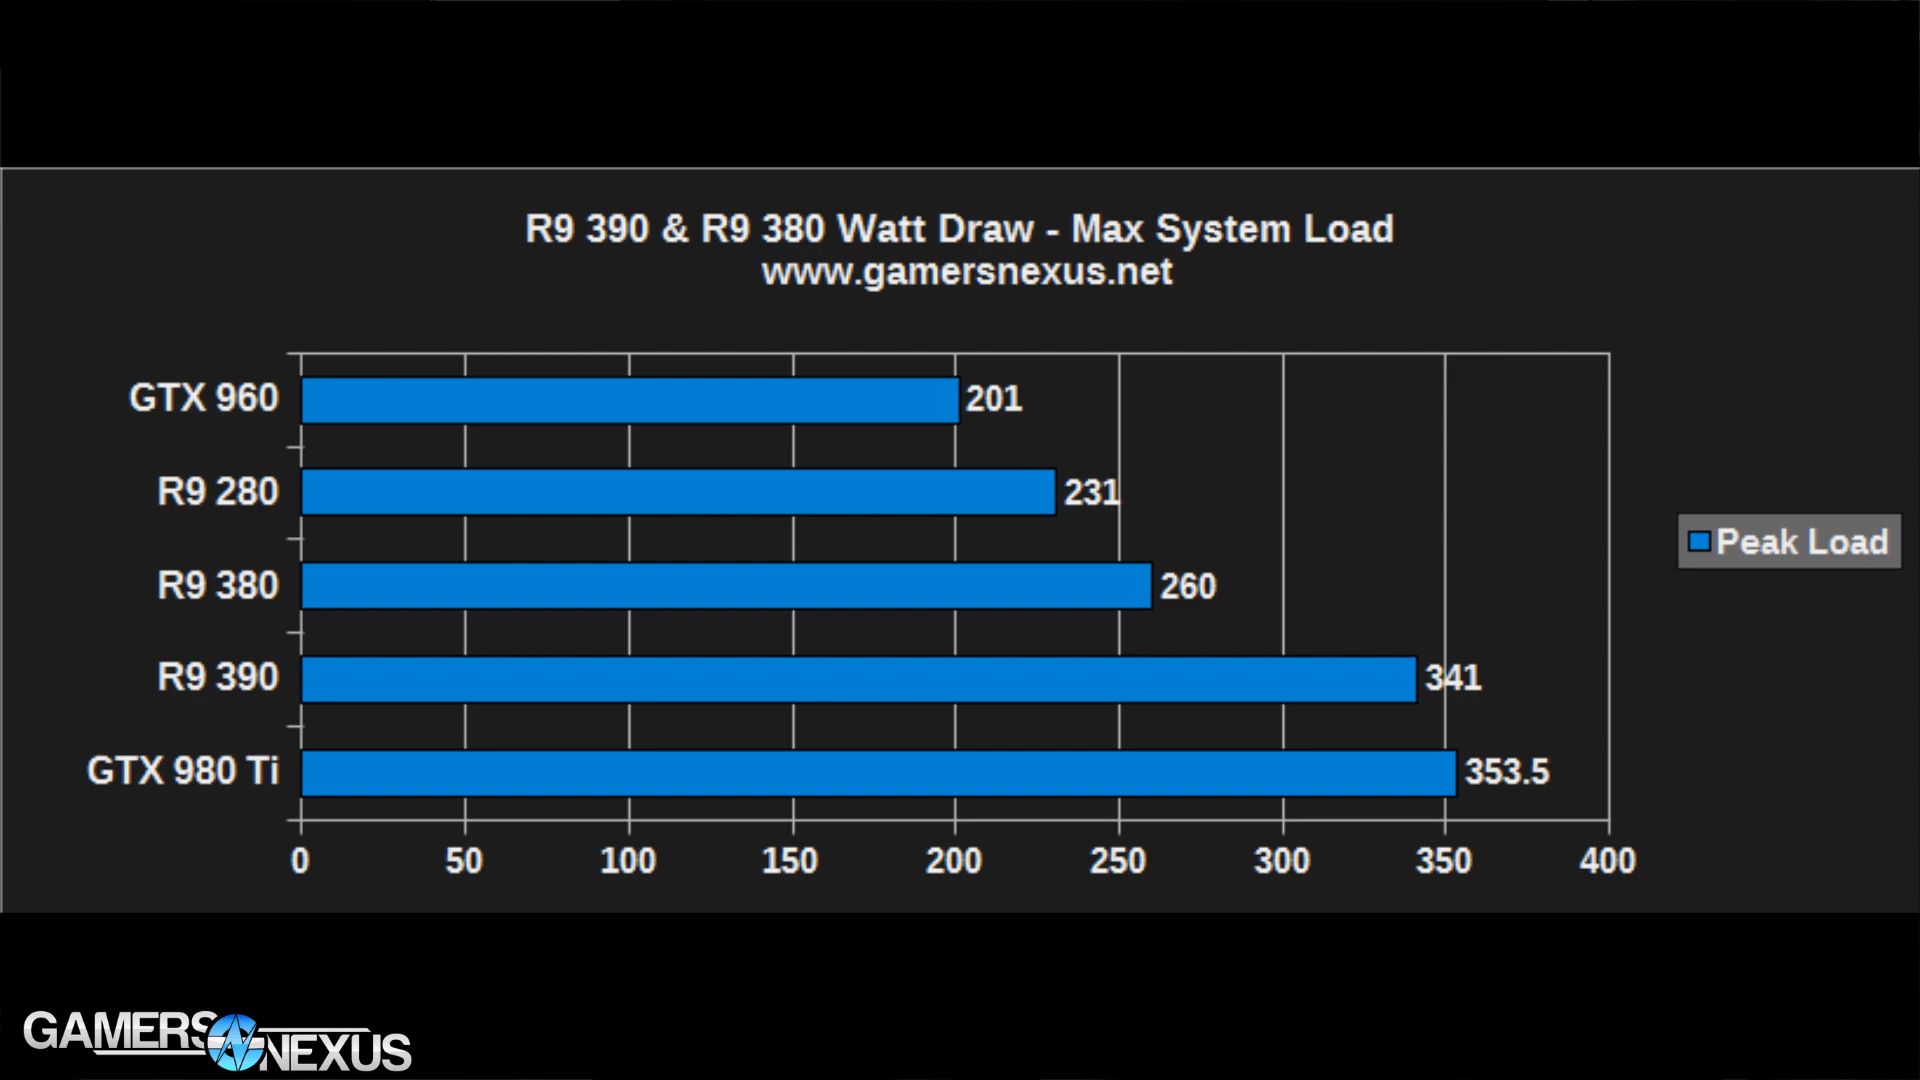 R9 390 & R9 380 Watt Draw - Max System Load
www.gamersnexus.net
GTX 960 201
R9 280 231
R9 380 260
R9 390 341
GTX 980 Ti 353.5
Peak Load
0 50 100 150 200 250 300 350 400
GAMERS NEXUS